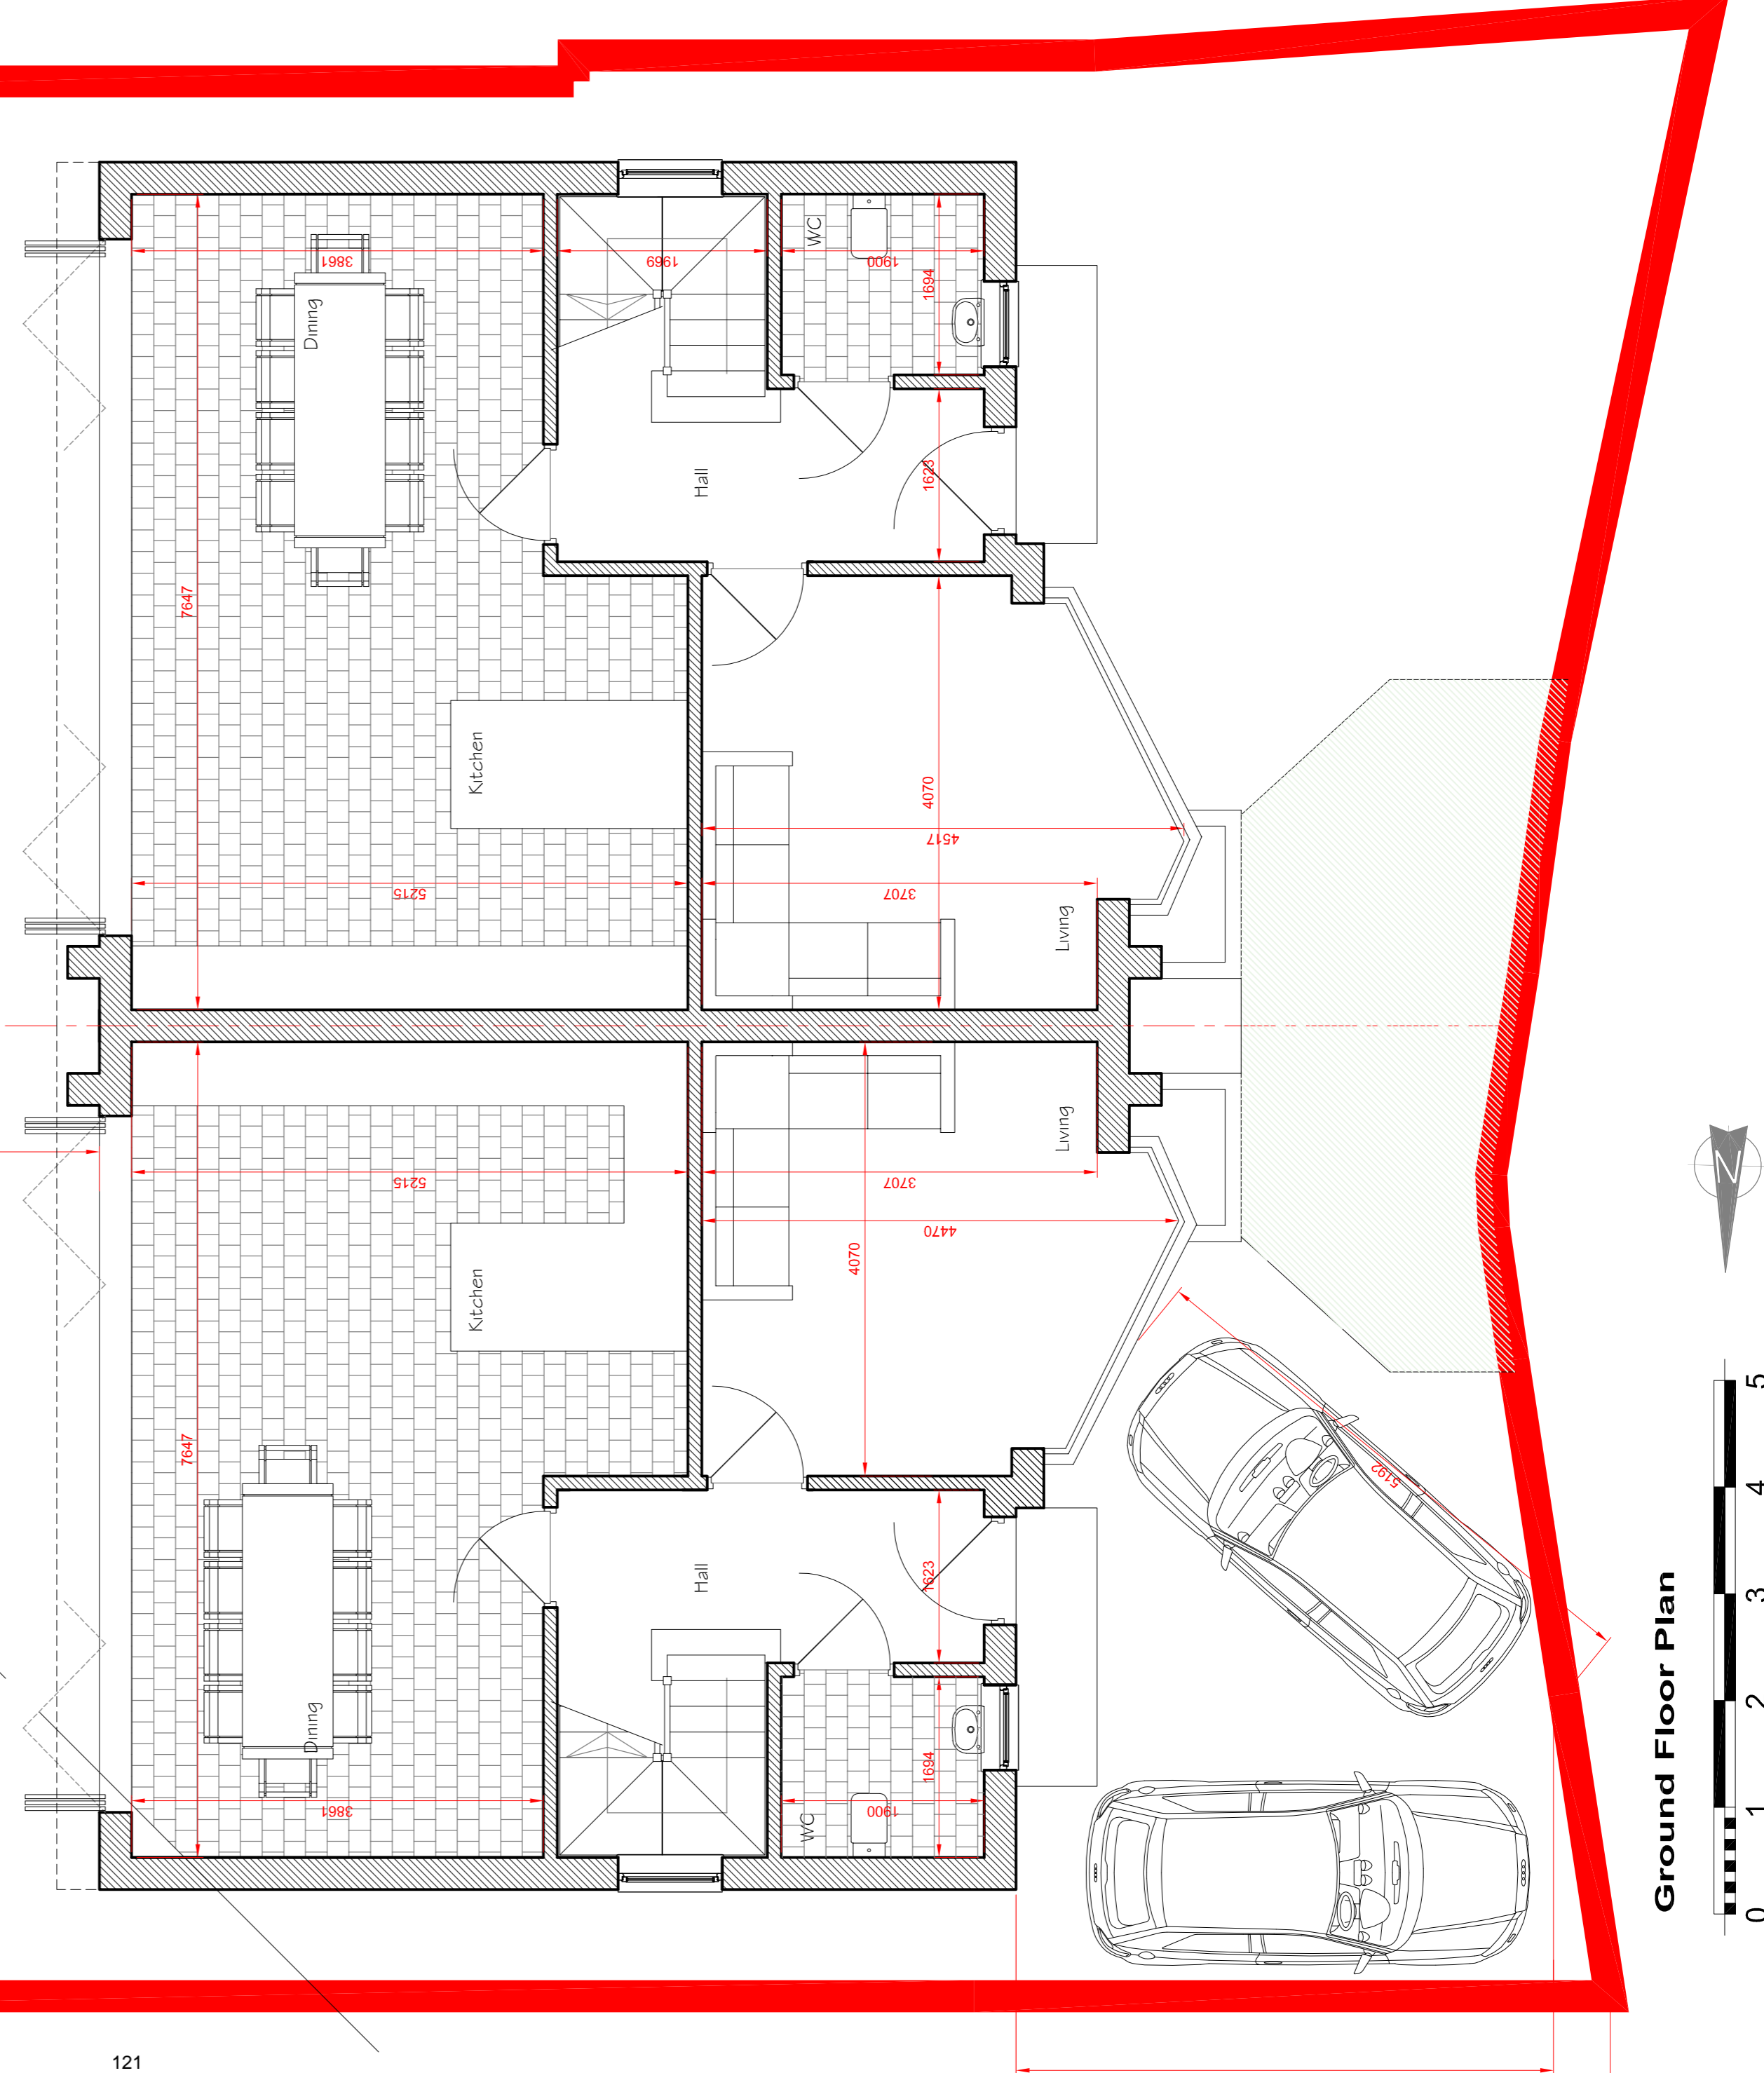 3861
Dining
7647
5215
Kitchen
1969
Hall
WC
1900
1694
1623
4070
4517
3707
Living
7647
5215
Kitchen
3861
Dining
Hall
WC
1900
1694
1623
4070
4470
3707
Living
5192
N
Ground Floor Plan
0 1 2 3 4 5
121